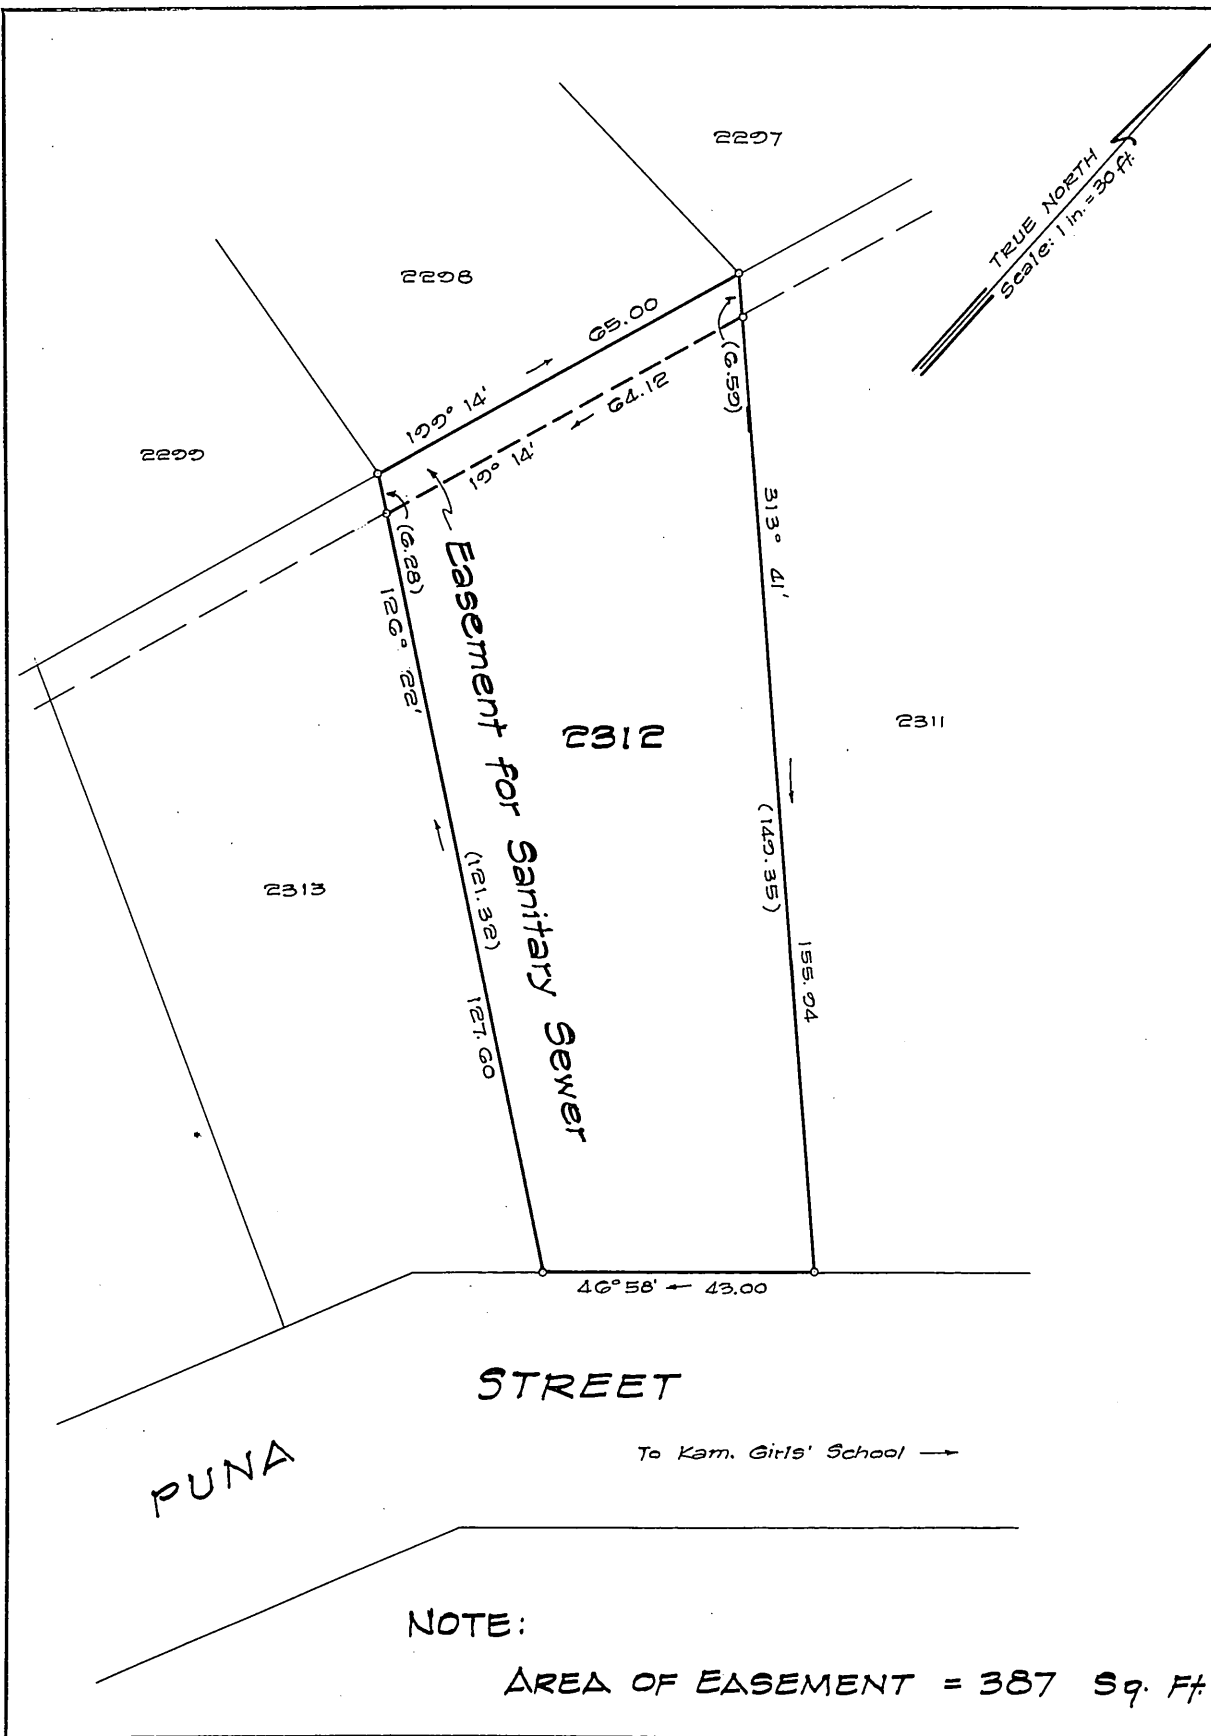 2297
TRUE NORTH
Scale: 1 in. = 30 ft.
2298
65.00
199° 14'
(6.59)
64.12
19° 14'
2299
(6.28)
126° 22'
313° 41'
Easement for Sanitary Sewer
2312
2311
(149.35)
(121.32)
2313
155.94
127.60
46° 58' ← 43.00
STREET
To Kam. Girls' School →
PUNA
NOTE:
AREA OF EASEMENT = 387 Sq. Ft.